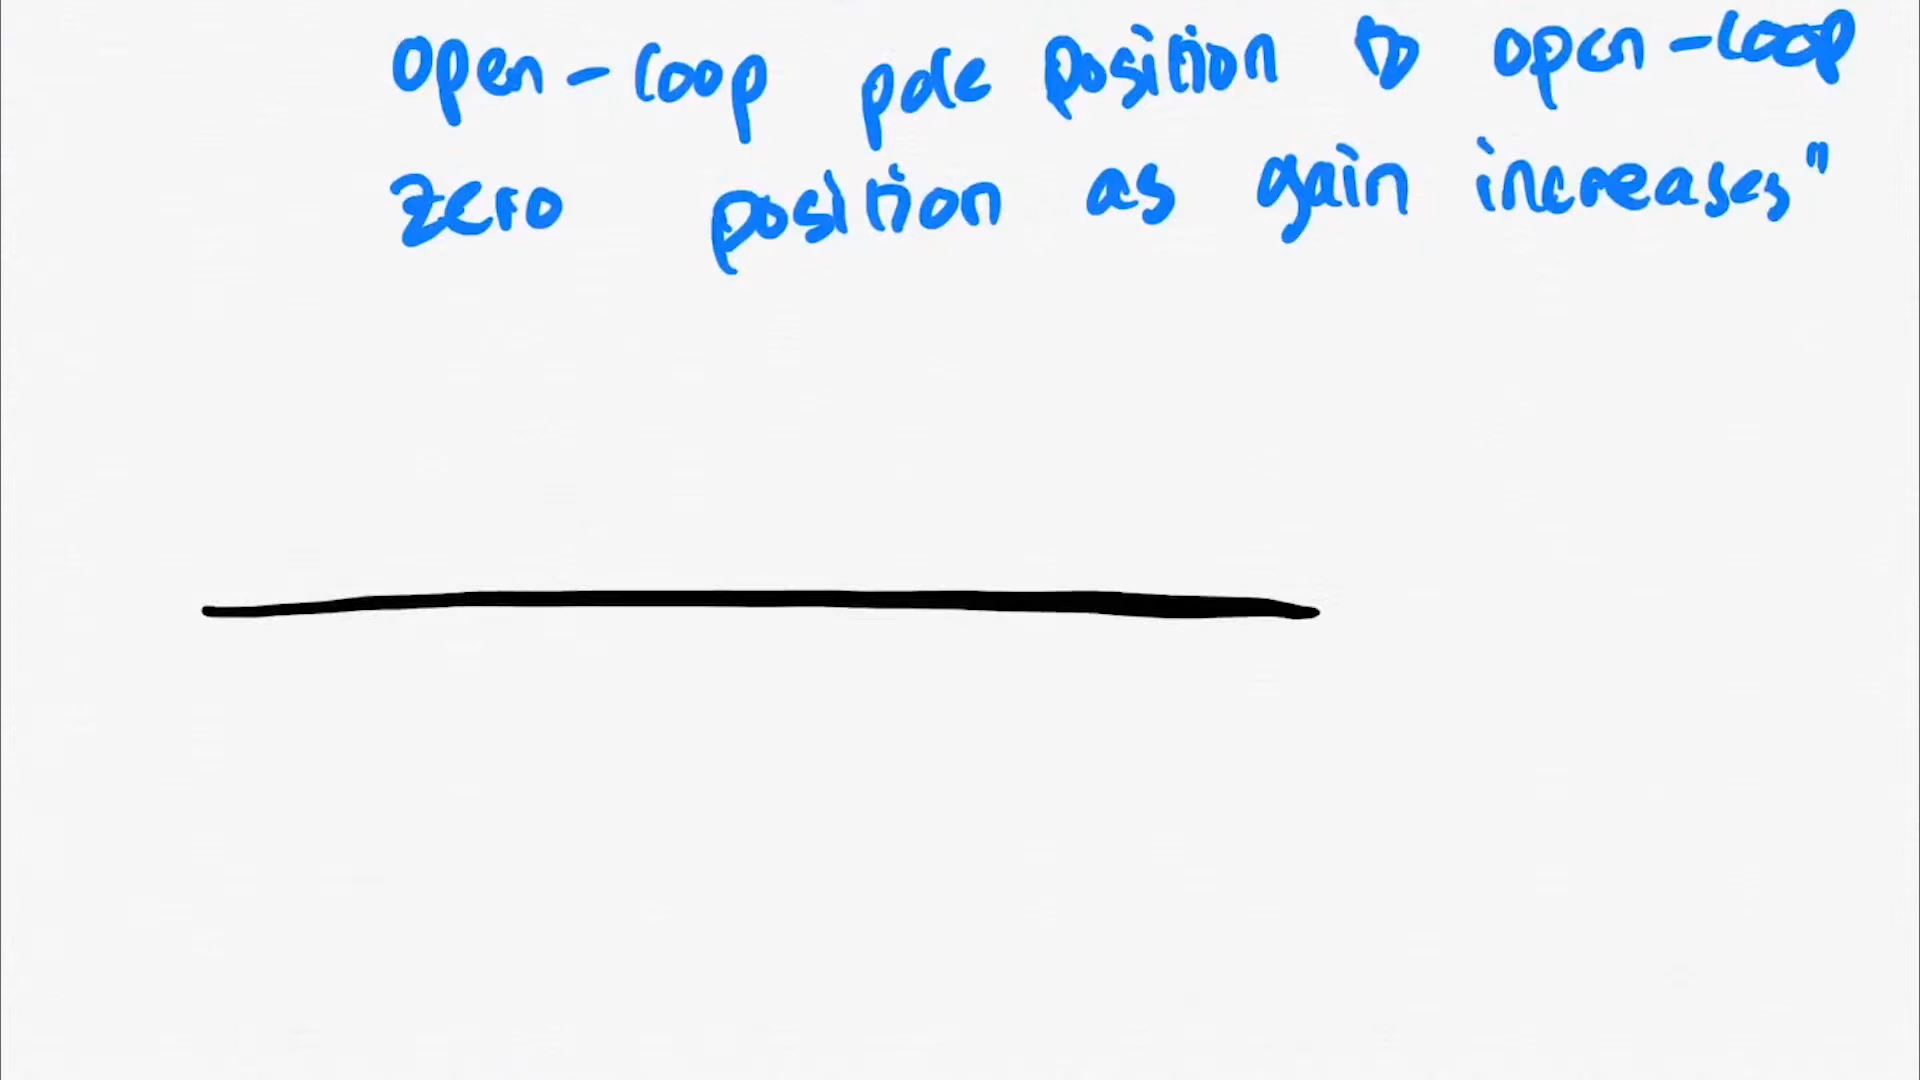 open-loop pole position to open-loop
zero position as gain increases"